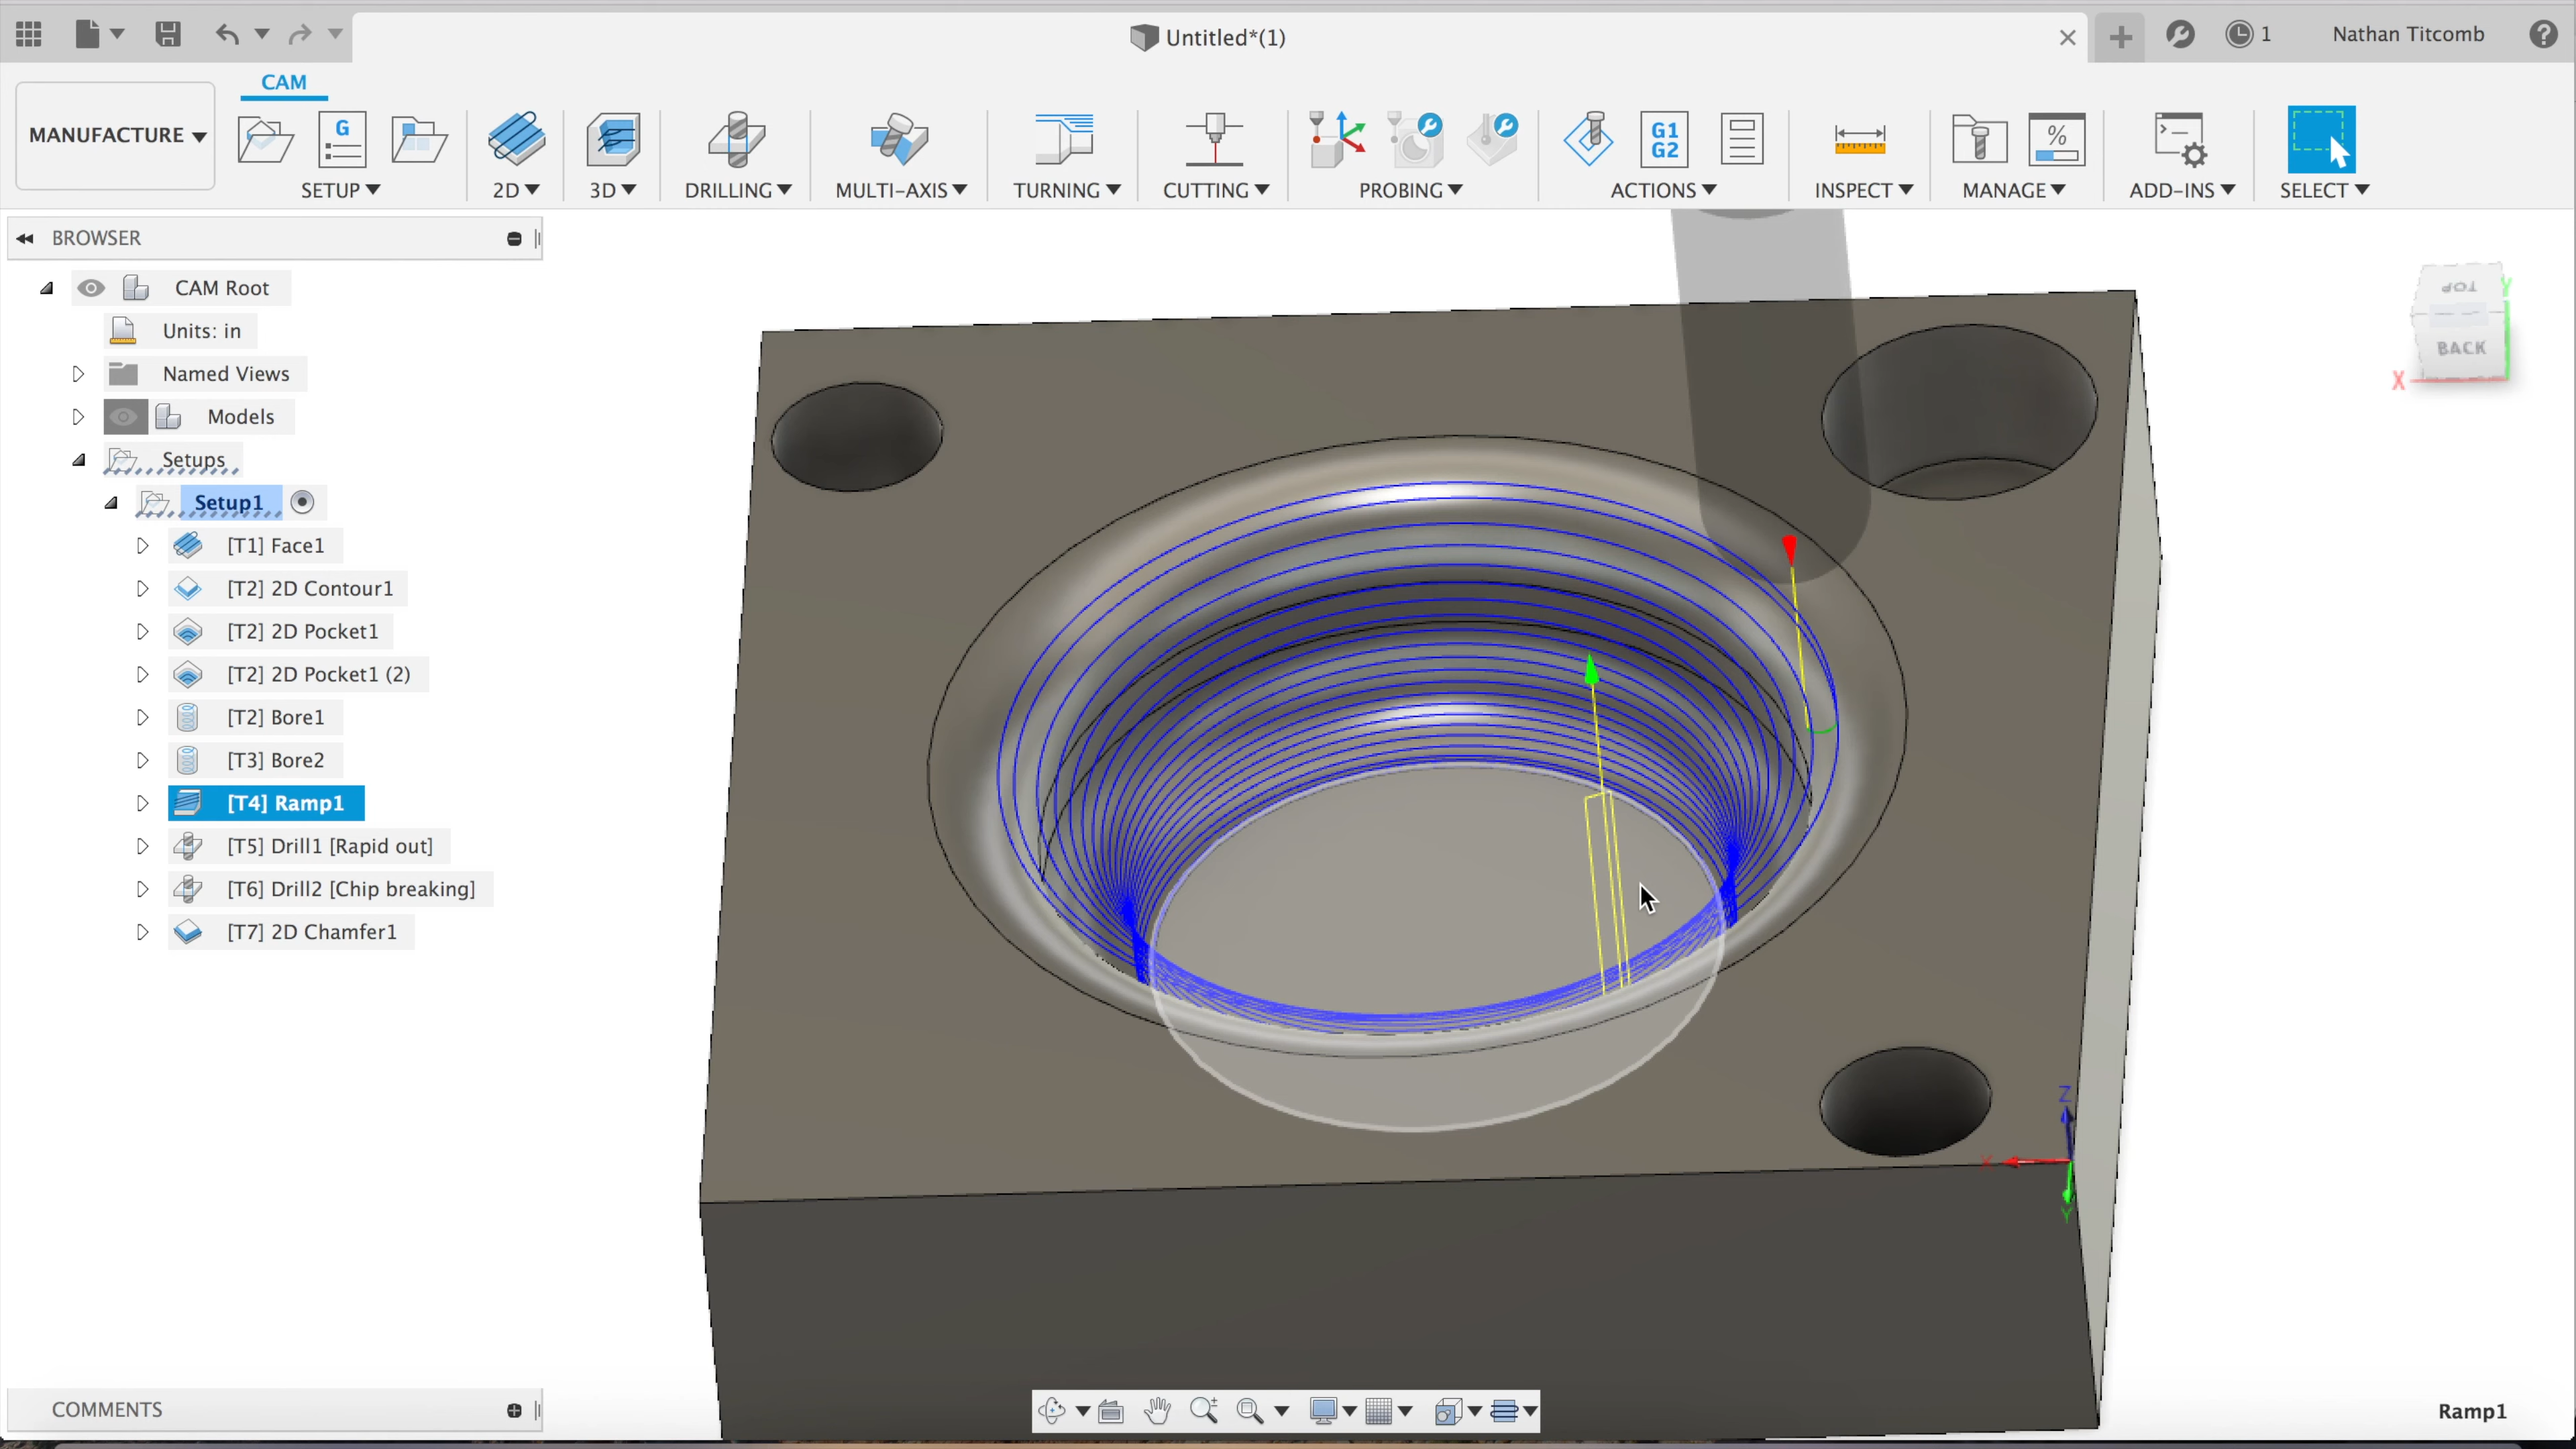 Untitled*(1)
1
Nathan Titcomb
CAM
MANUFACTURE
G
G1
G2
%
SETUP
2D
3D
DRILLING
MULTI-AXIS
TURNING
CUTTING
PROBING
ACTIONS
INSPECT
MANAGE
ADD-INS
SELECT
BROWSER
CAM Root
Units: in
Named Views
Models
Setups
Setup1
[T1] Face1
[T2] 2D Contour1
[T2] 2D Pocket1
[T2] 2D Pocket1 (2)
[T2] Bore1
[T3] Bore2
[T4] Ramp1
[T5] Drill1 [Rapid out]
[T6] Drill2 [Chip breaking]
[T7] 2D Chamfer1
TOP
Y
BACK
X
Z
X
Y
COMMENTS
Ramp1